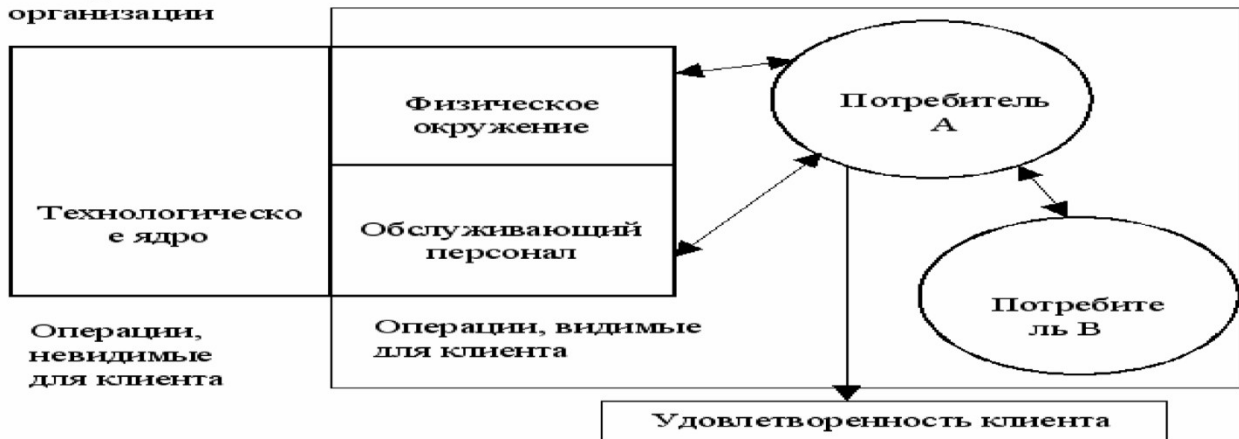 организации
Физическое
окружение
Потребитель
А
Технологическо
е ядро
Обслуживающий
персонал
Потребите
ль В
Операции,
невидимые
для клиента
Операции, видимые
для клиента
Удовлетворенность клиента